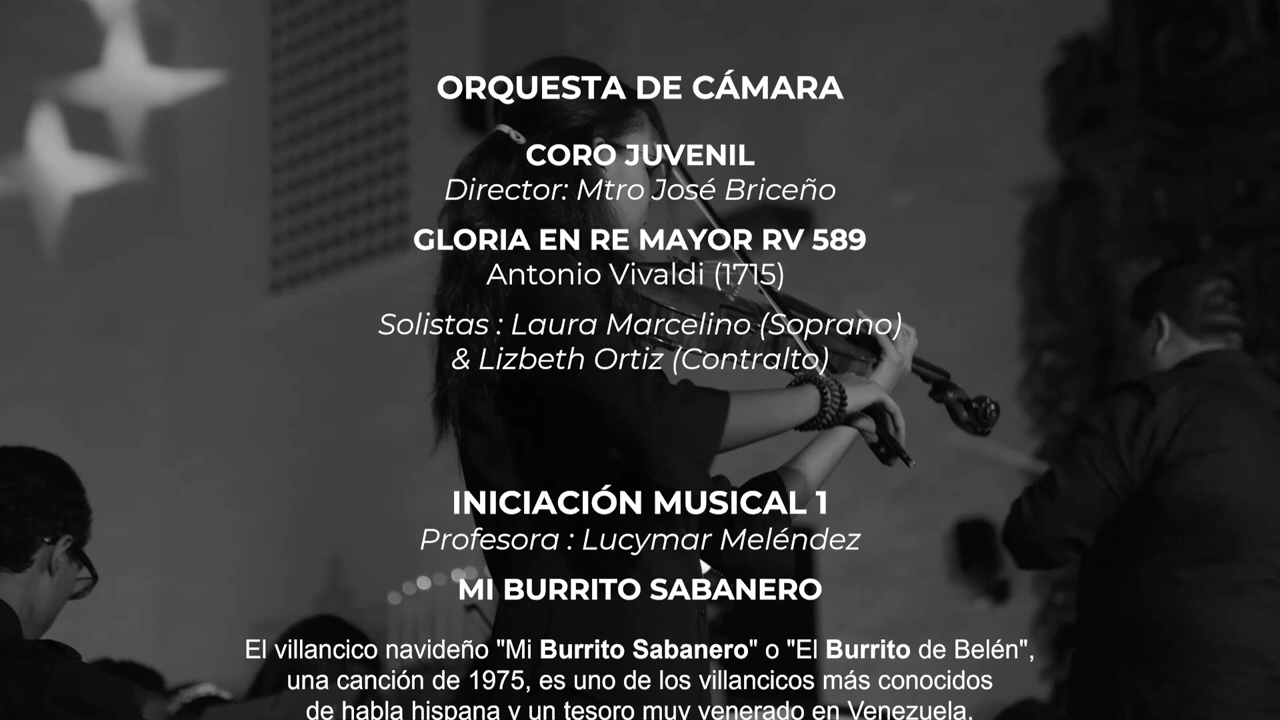 ORQUESTA DE CÁMARA
CORO JUVENIL
Director: Mtro José Briceño
GLORIA EN RE MAYOR RV 589
Antonio Vivaldi (1715)
Solistas : Laura Marcelino (Soprano)
& Lizbeth Ortiz (Contralto)
INICIACIÓN MUSICAL 1
Profesora : Lucymar Meléndez
MI BURRITO SABANERO
El villancico navideño "Mi Burrito Sabanero" o "El Burrito de Belén",
una canción de 1975, es uno de los villancicos más conocidos
de habla hispana y un tesoro muy venerado en Venezuela.